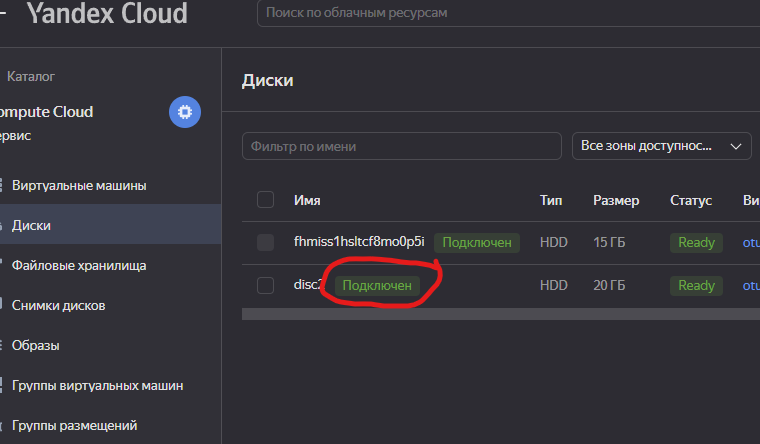 Yandex Cloud
Поиск по облачным ресурсам
Каталог
ompute Cloud
ервис
Виртуальные машины
Диски
Файловые хранилища
Снимки дисков
Образы
Группы виртуальных машин
Группы размещений
Диски
Фильтр по имени
Все зоны доступнос...
Имя Тип Размер Статус Ви
fhmiss1hsltcf8mo0p5i Подключен HDD 15 ГБ Ready otu
disc2 Подключен HDD 20 ГБ Ready otu